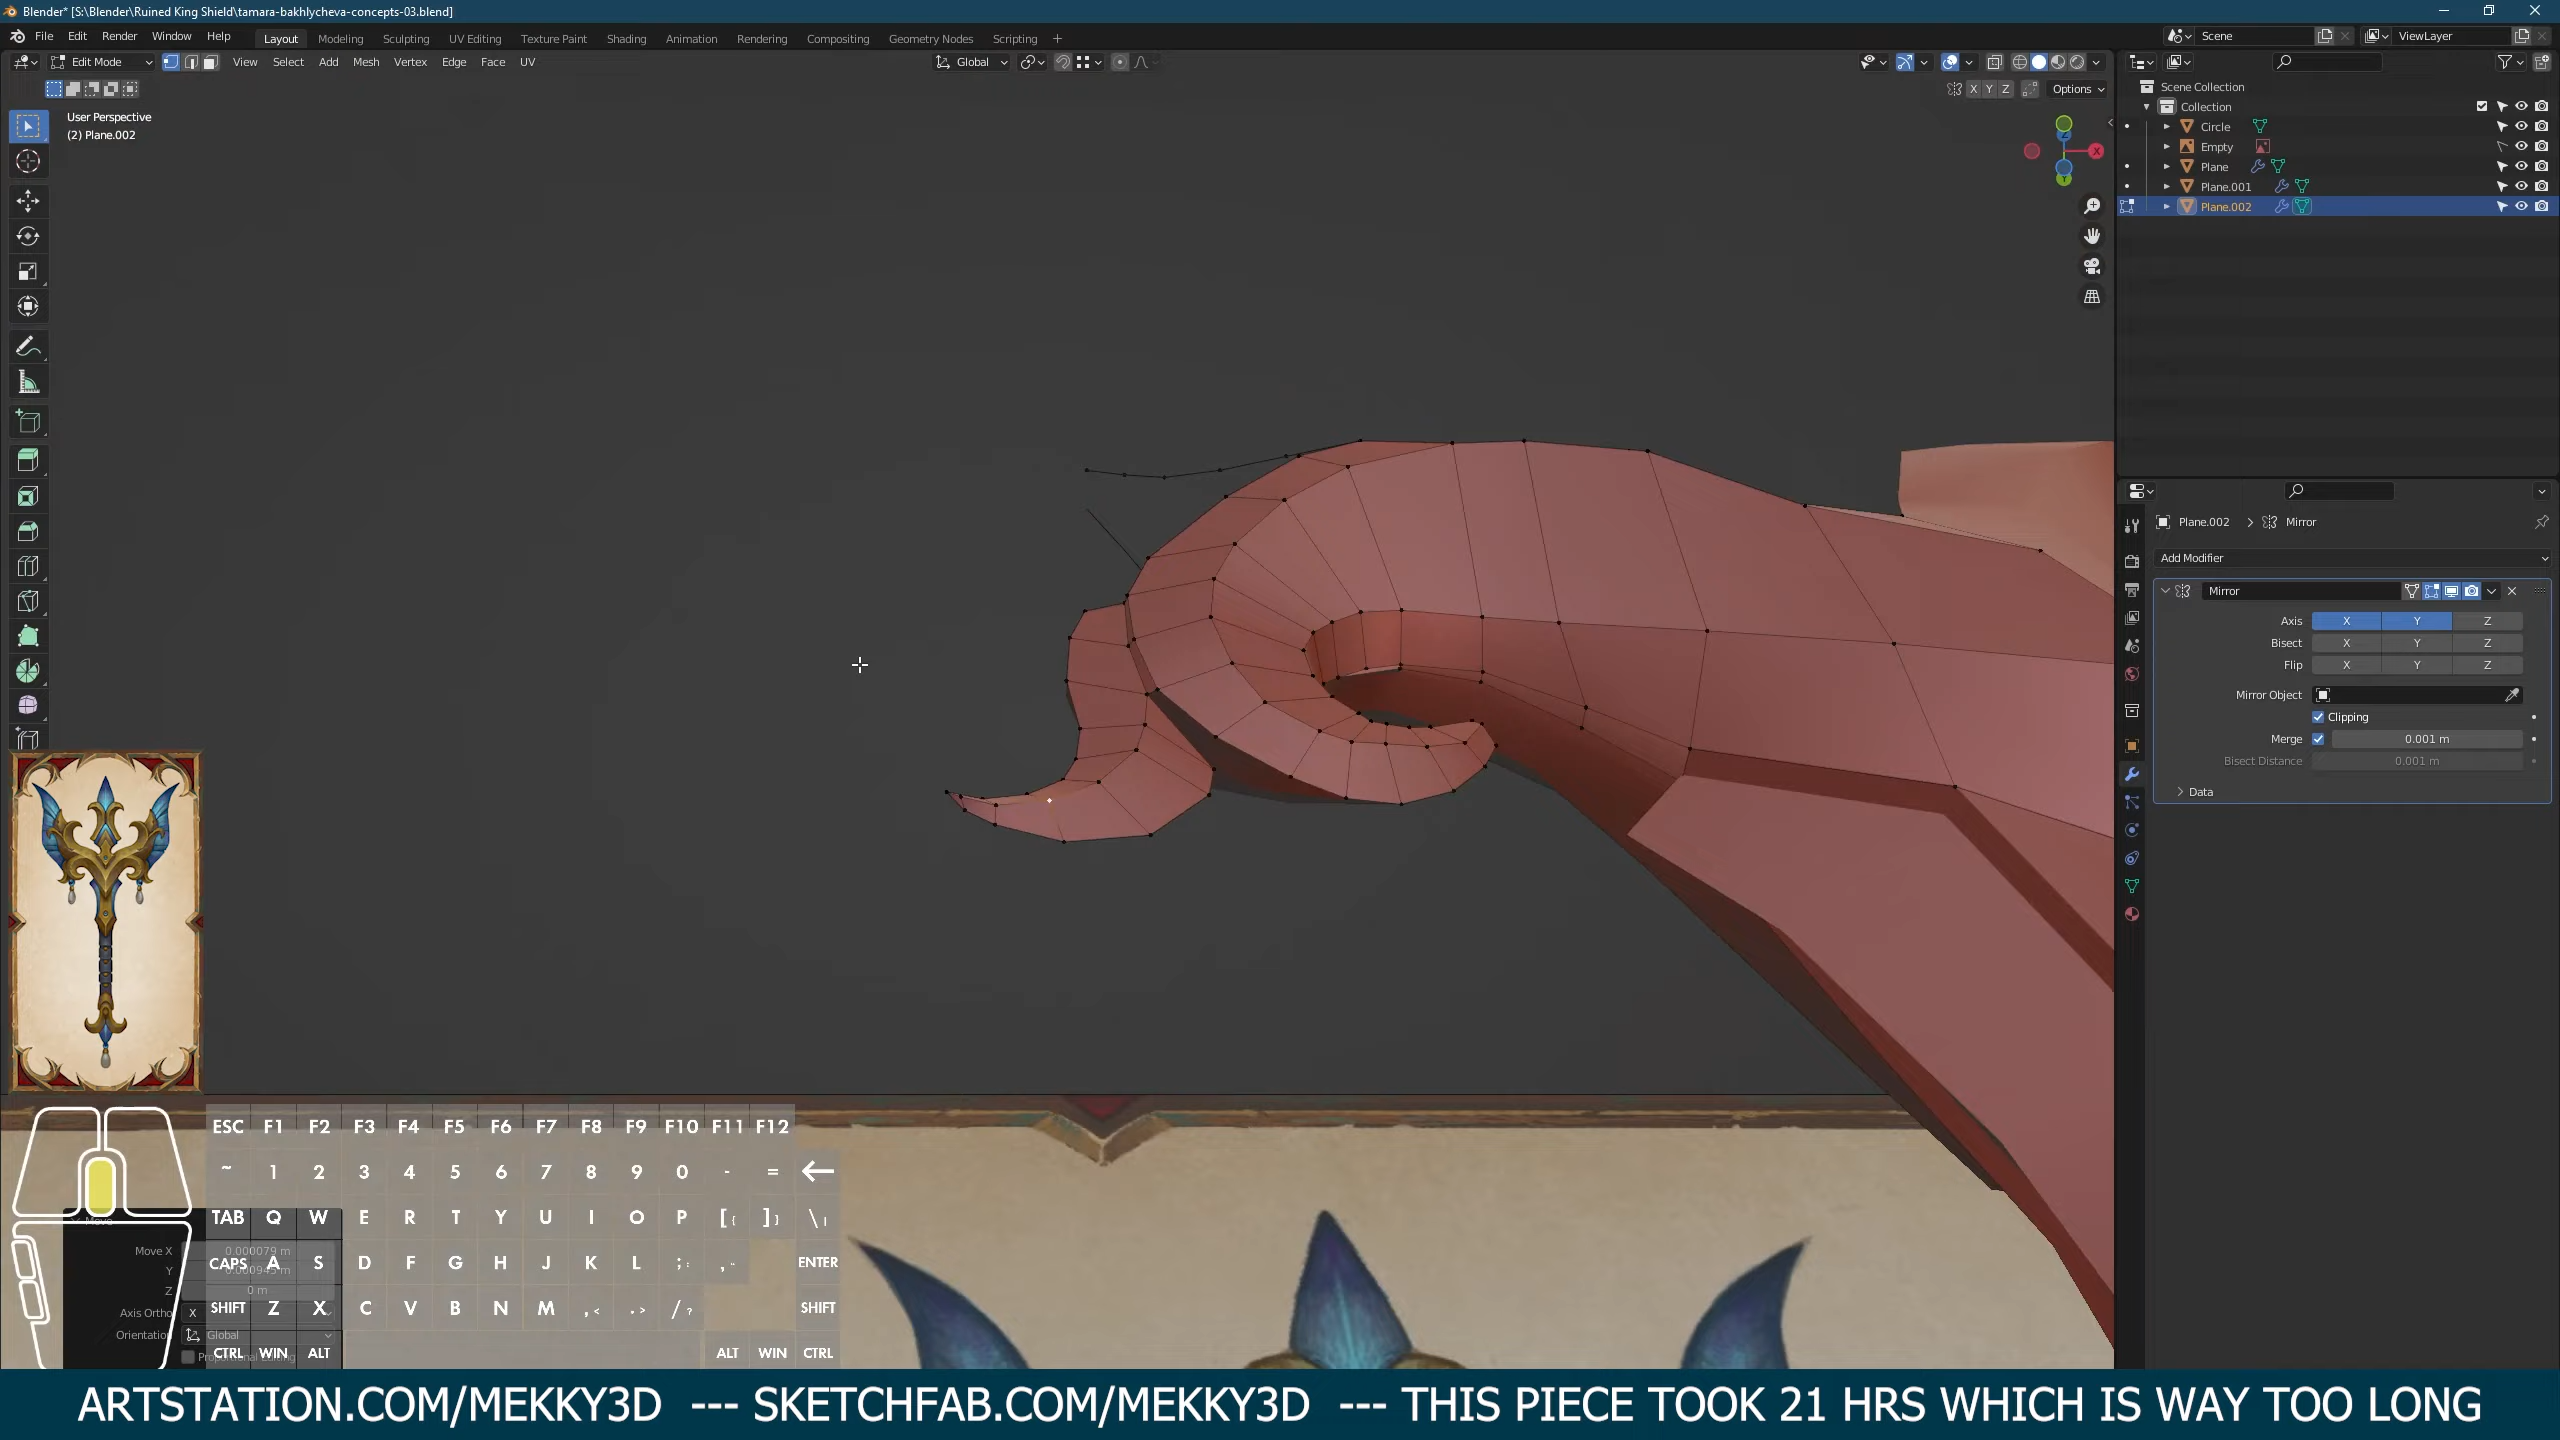 Blender* [S:\Blender\Ruined King Shield\tamara-bakhlycheva-concepts-03.blend]
File Edit Render Window Help Layout Modeling Sculpting UV Editing Texture Paint Shading Animation Rendering Compositing Geometry Nodes Scripting + Scene ViewLayer
Edit Mode View Select Add Mesh Vertex Edge Face UV Global
X Y Z Options
User Perspective
(2) Plane.002
Scene Collection
Collection
Circle
Empty
Plane
Plane.001
Plane.002
Plane.002 > Mirror
Add Modifier
Mirror
Axis X Y Z
Bisect X Y Z
Flip X Y Z
Mirror Object
Clipping
Merge 0.001 m
Bisect Distance 0.001 m
Data
X
Z
Y
ESC F1 F2 F3 F4 F5 F6 F7 F8 F9 F10 F11 F12
~ 1 2 3 4 5 6 7 8 9 0 - =
TAB Q W E R T Y U I O P [{ ]} \|
CAPS A S D F G H J K L ;: ENTER
SHIFT Z X C V B N M ,< .> /? SHIFT
CTRL WIN ALT ALT WIN CTRL
Move
Move X 0.000079 m
Y 0.000945 m
Z 0 m
Axis Ortho X
Orientation Global
ARTSTATION.COM/MEKKY3D --- SKETCHFAB.COM/MEKKY3D --- THIS PIECE TOOK 21 HRS WHICH IS WAY TOO LONG